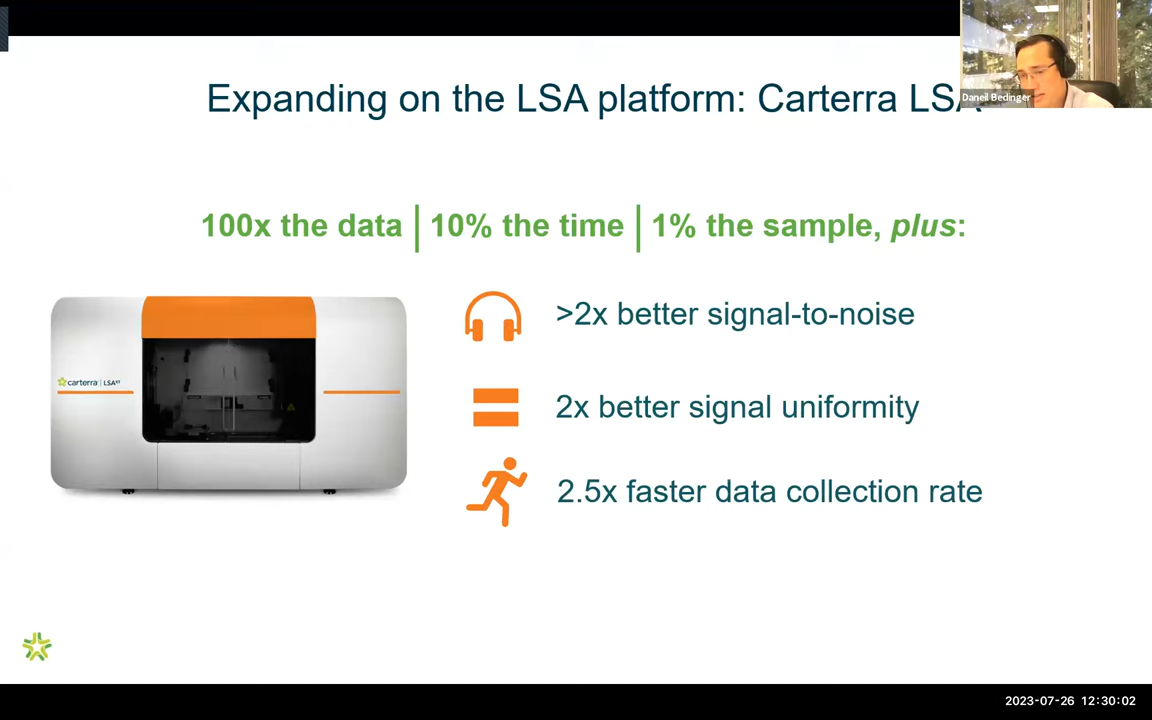 Expanding on the LSA platform: Carterra LSA
Daneil Bedinger
100x the data | 10% the time | 1% the sample, plus:
>2x better signal-to-noise
carterra | LSAXT
2x better signal uniformity
2.5x faster data collection rate
2023-07-26 12:30:02